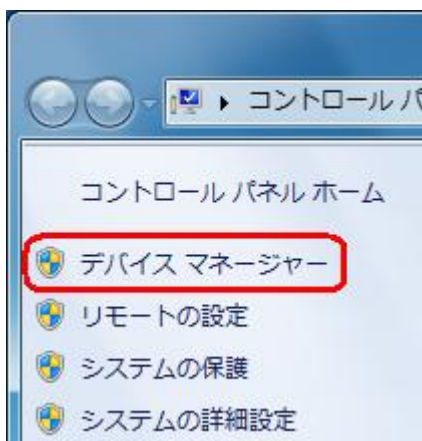 コントロール パ
コントロール パネル ホーム
デバイス マネージャー
リモートの設定
システムの保護
システムの詳細設定